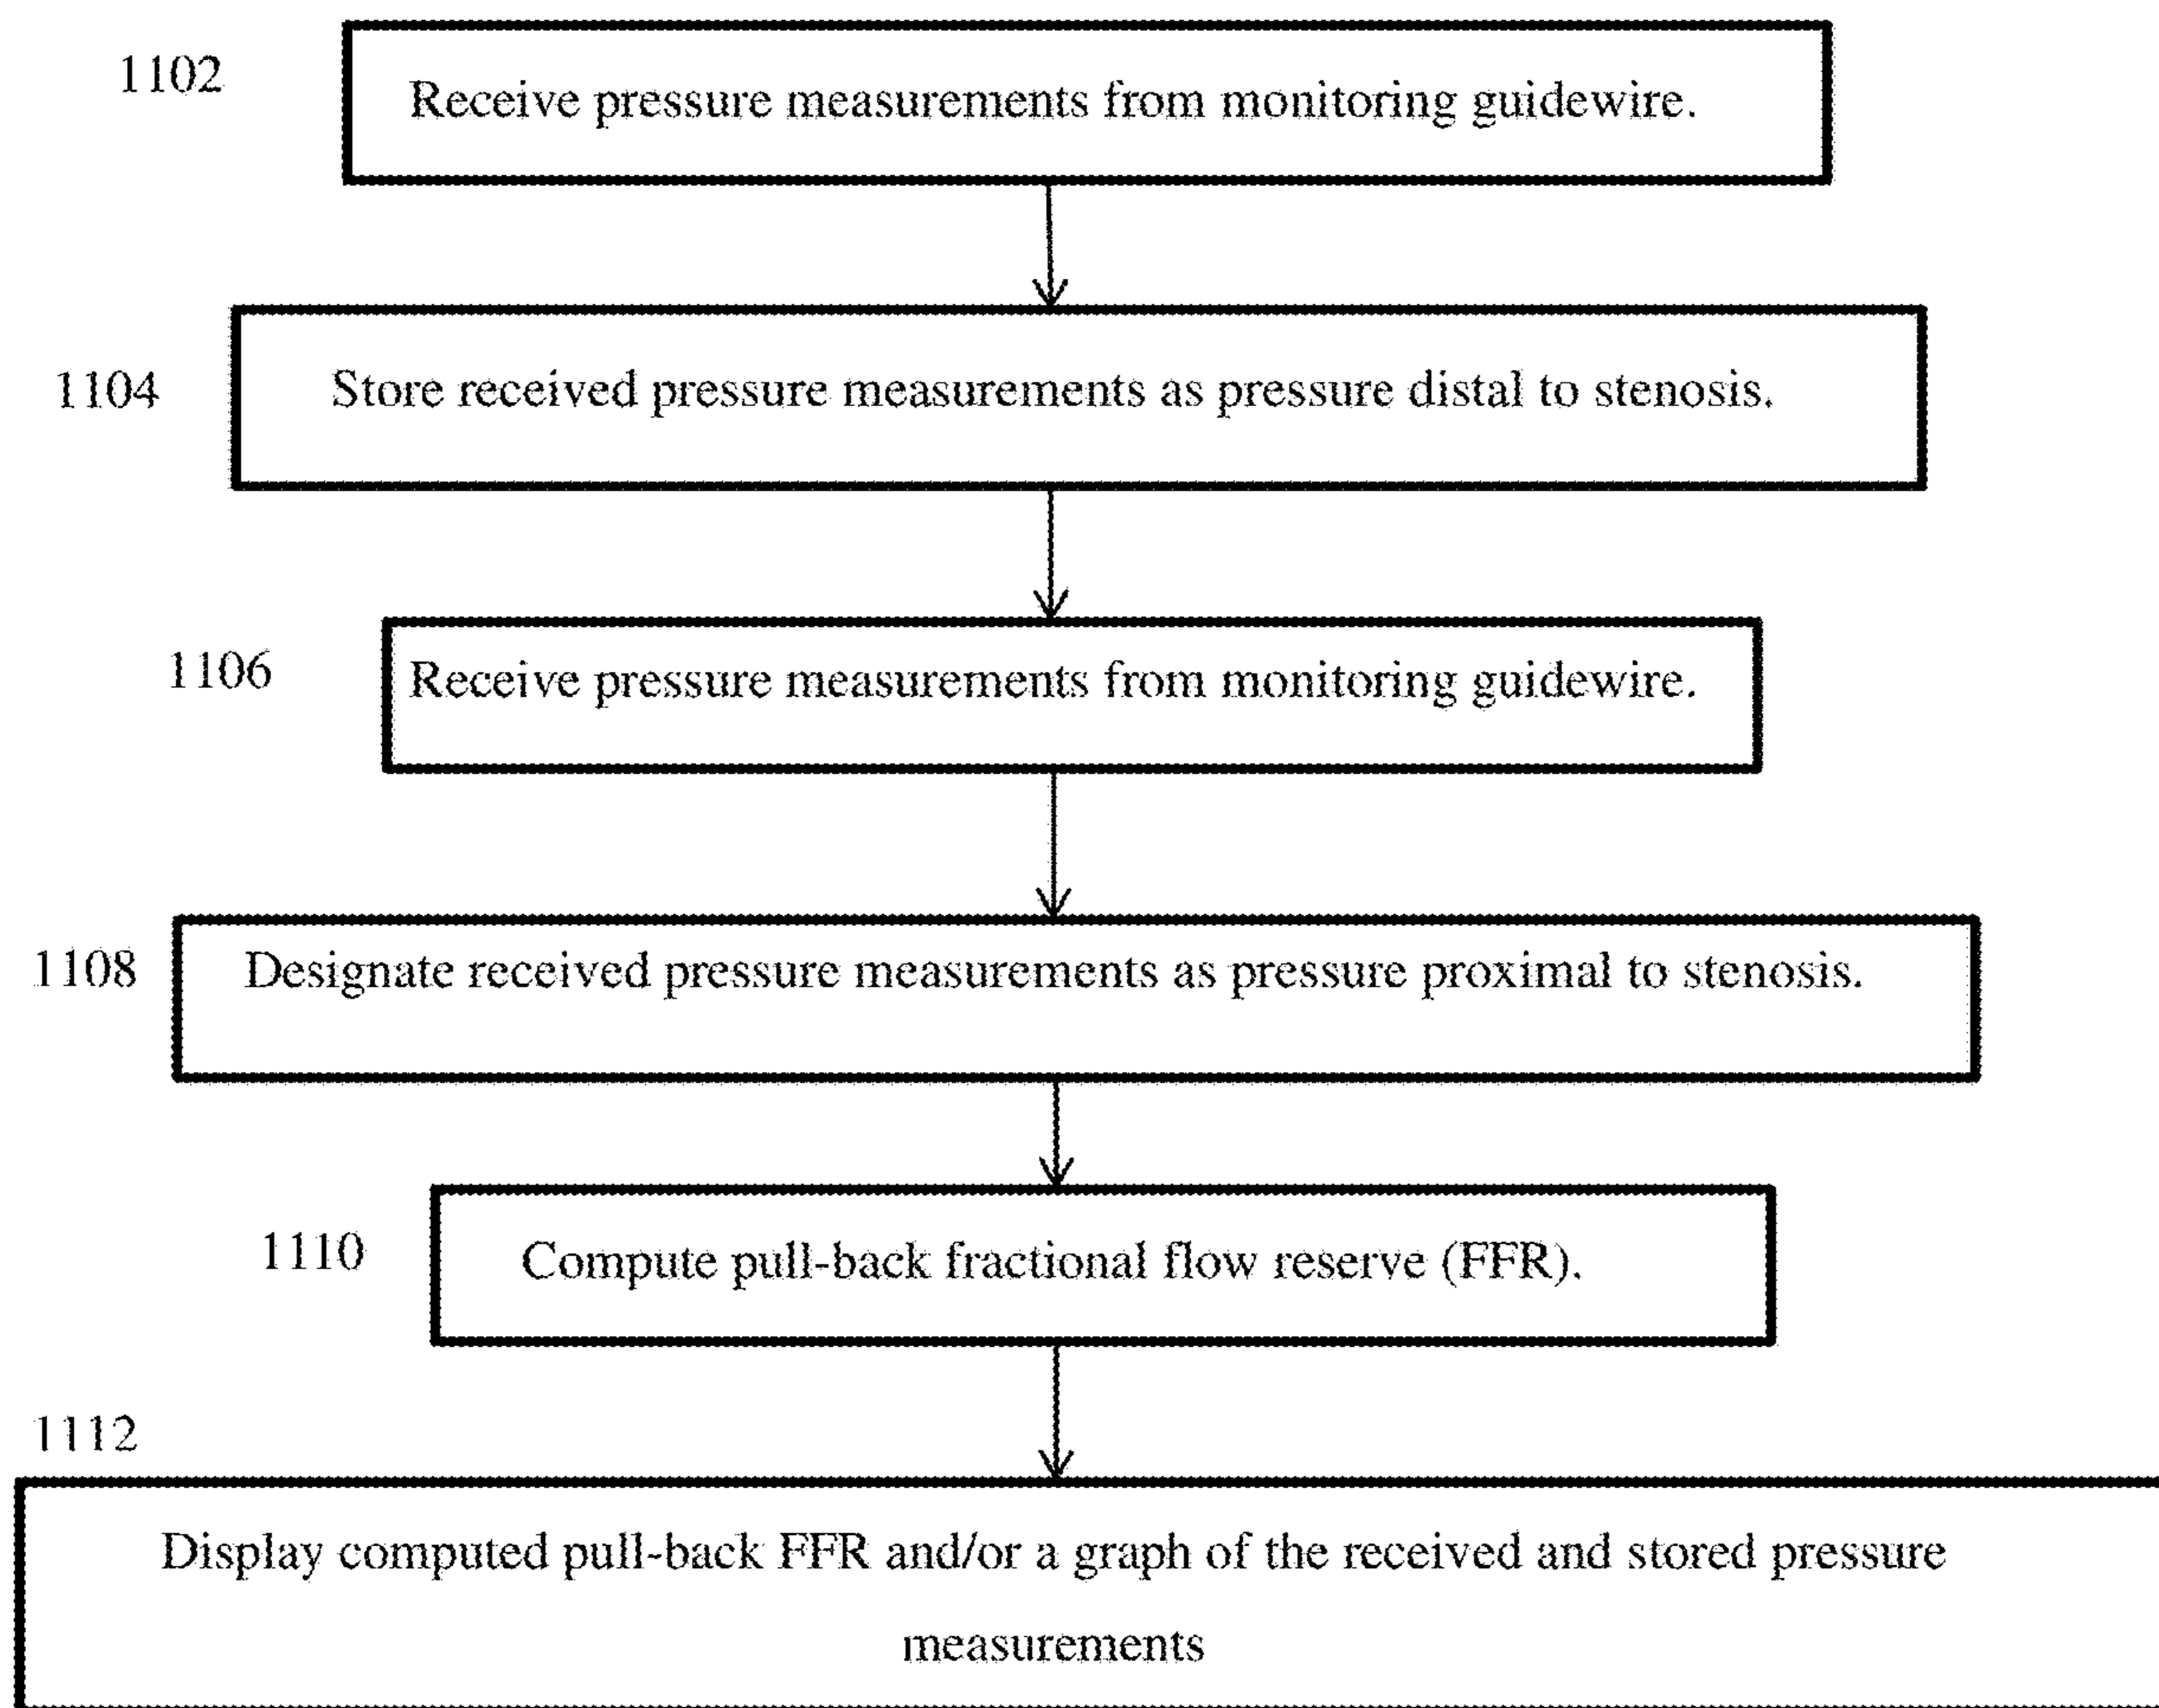 1102
Receive pressure measurements from monitoring guidewire.
1104
Store received pressure measurements as pressure distal to stenosis.
1106
Receive pressure measurements from monitoring guidewire.
1108
Designate received pressure measurements as pressure proximal to stenosis.
1110
Compute pull-back fractional flow reserve (FFR).
1112
Display computed pull-back FFR and/or a graph of the received and stored pressure
measurements